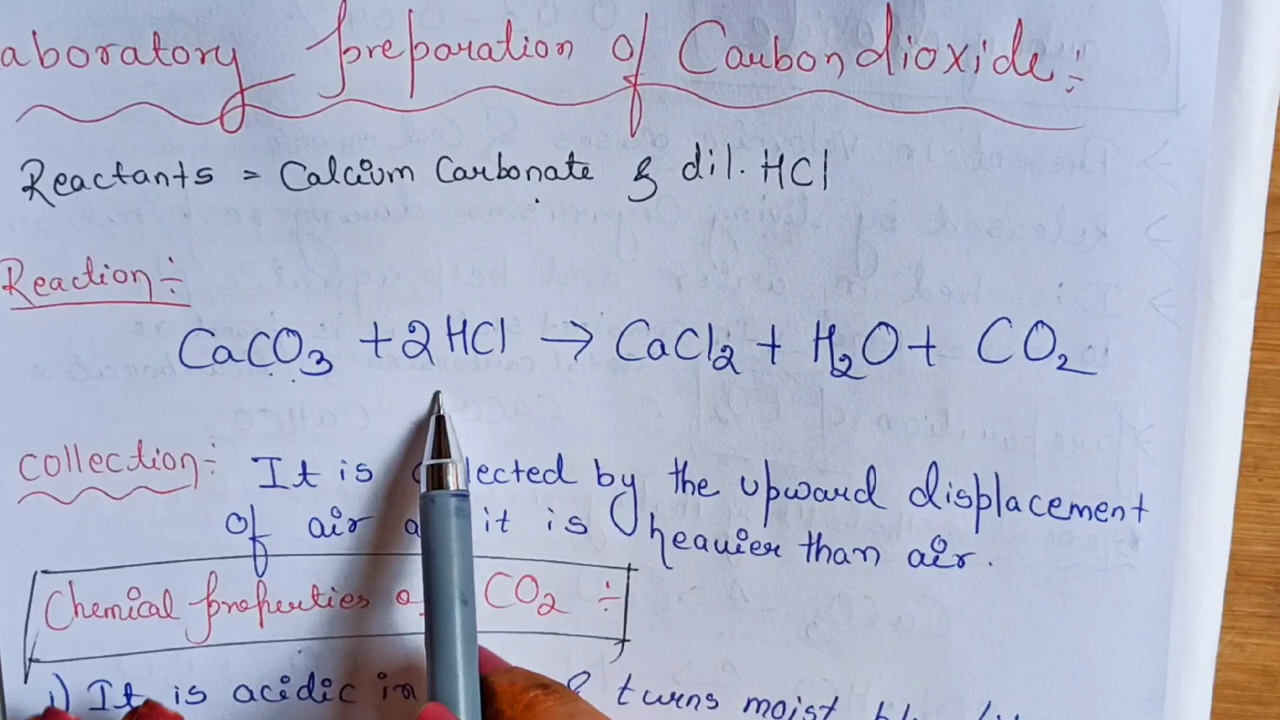 aboratory preparation of Carbondioxide:
Reactants = Calcium Carbonate & dil. HCl
Reaction:
CaCO3 + 2HCl → CaCl2 + H2O + CO2
collection: It is lected by the upward displacement
of air a it is heavier than air.
Chemical properties o CO2 :
i) It is acidic in & turns moist